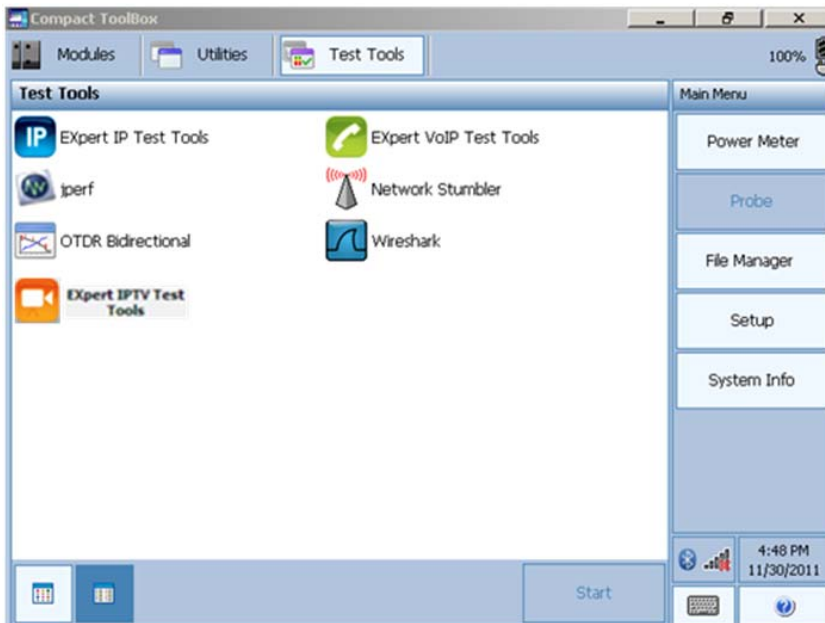 Compact ToolBox
Modules
Utilities
Test Tools
100%
Test Tools
IP
EXpert IP Test Tools
EXpert VoIP Test Tools
jperf
Network Stumbler
OTDR Bidirectional
Wireshark
EXpert IPTV Test
Tools
Start
Main Menu
Power Meter
Probe
File Manager
Setup
System Info
4:48 PM
11/30/2011